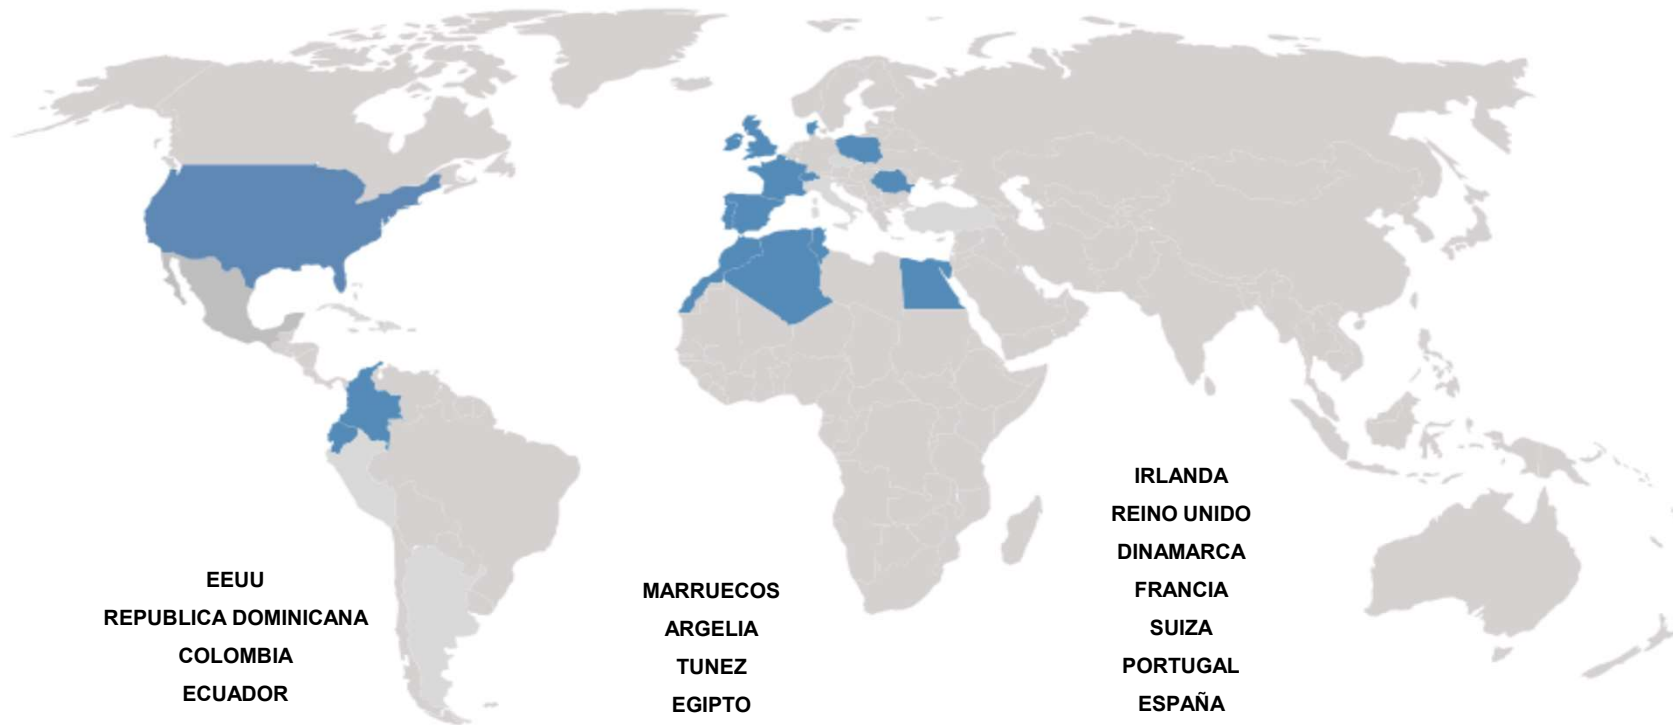 EEUU
REPUBLICA DOMINICANA
COLOMBIA
ECUADOR
MARRUECOS
ARGELIA
TUNEZ
EGIPTO
IRLANDA
REINO UNIDO
DINAMARCA
FRANCIA
SUIZA
PORTUGAL
ESPAÑA